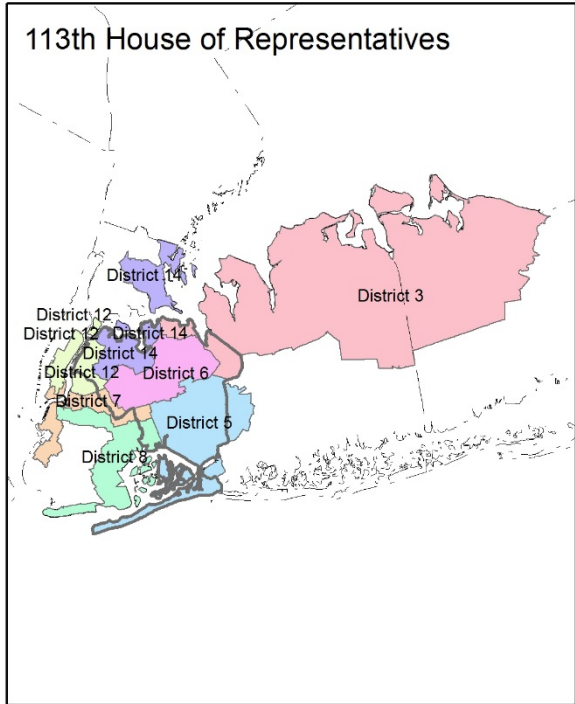 113th House of Representatives
District 14
District 3
District 12
District 12
District 14
District 14
District 12
District 6
District 7
District 5
District 8